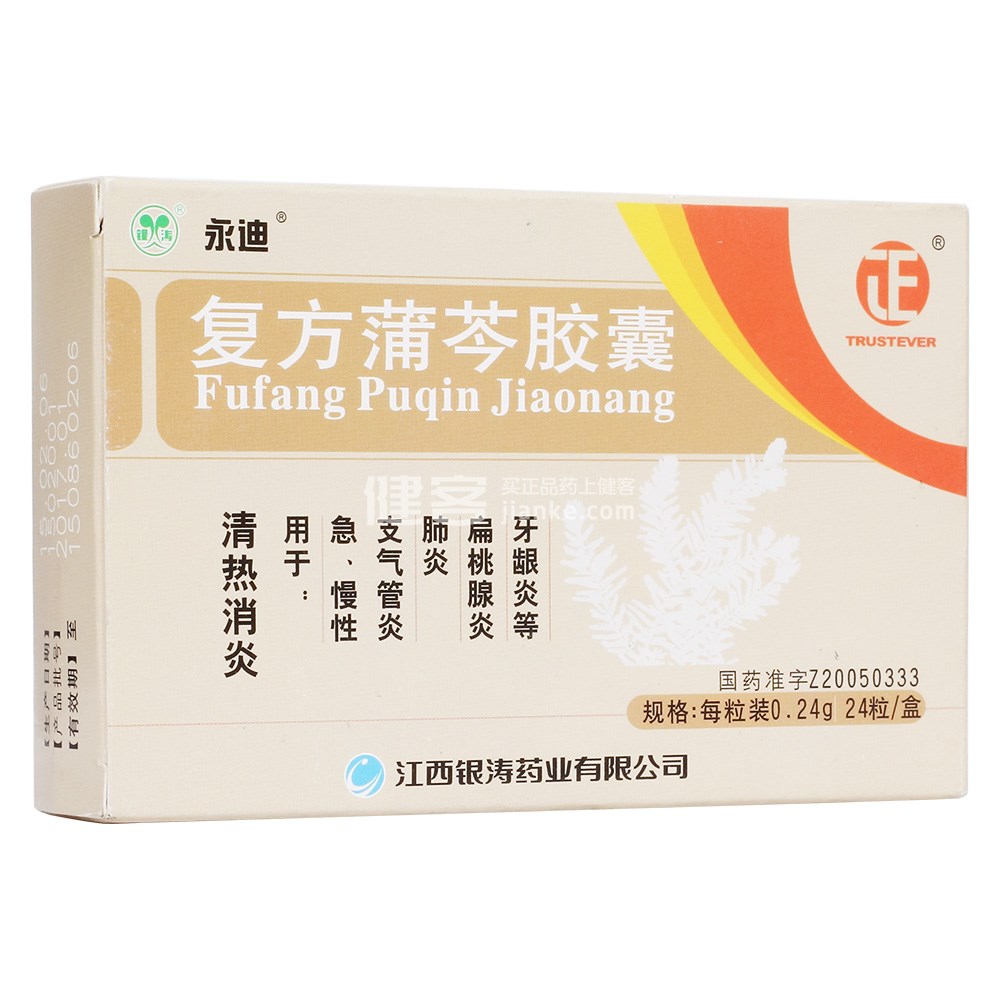 银涛®
永迪®
正®
TRUSTEVER
复方蒲芩胶囊
Fufang Puqin Jiaonang
健客
买正品药上健客
jianke.com
清热消炎
用于：
急、慢性
支气管炎
肺炎
扁桃腺炎
牙龈炎等
国药准字Z20050333
规格:每粒装0.24g 24粒/盒
江西银涛药业有限公司
【生产日期】
【产品批号】
【有效期】至